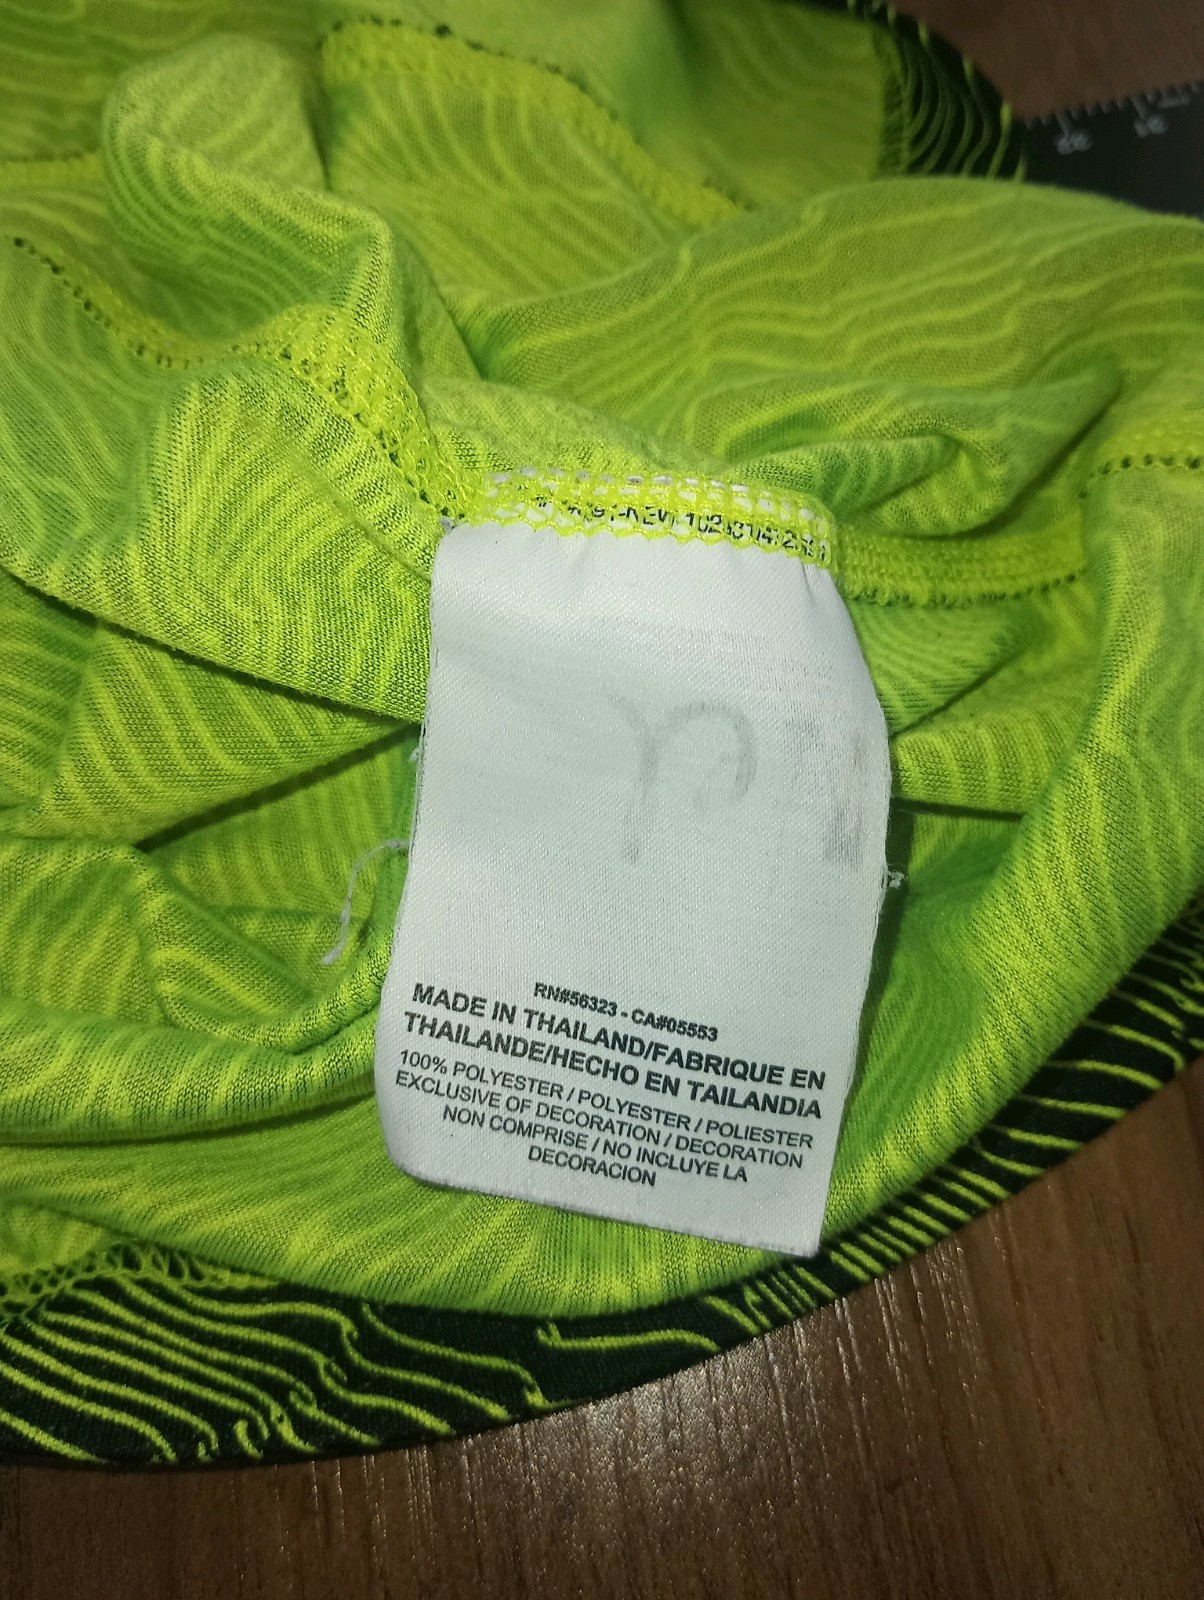 RN#56323 - CA#05553
MADE IN THAILAND/FABRIQUE EN
THAILANDE/HECHO EN TAILANDIA
100% POLYESTER / POLYESTER / POLIESTER
EXCLUSIVE OF DECORATION / DECORATION
NON COMPRISE / NO INCLUYE LA
DECORACION